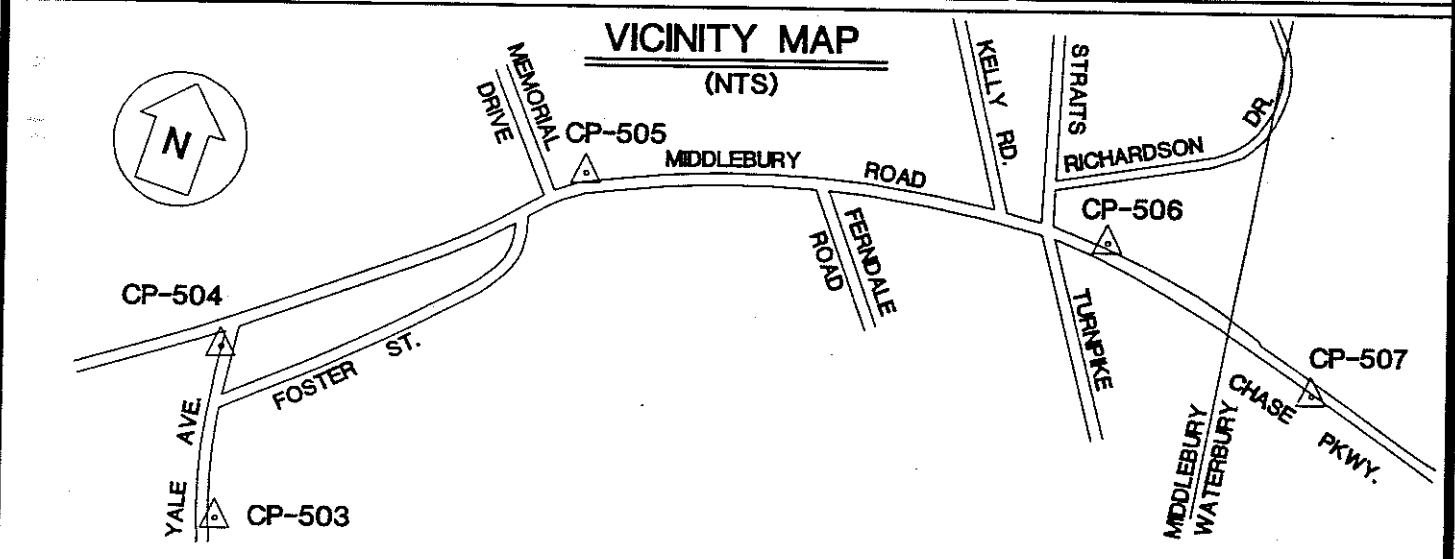 VICINITY MAP
(NTS)
N
MEMORIAL
DRIVE
CP-505
MIDDLEBURY ROAD
KELLY RD.
STRAITS
TURNPIKE
RICHARDSON DR.
CP-506
FERNDALE
ROAD
CP-504
FOSTER ST.
YALE AVE.
CP-503
CP-507
CHASE PKWY.
MIDDLEBURY
WATERBURY